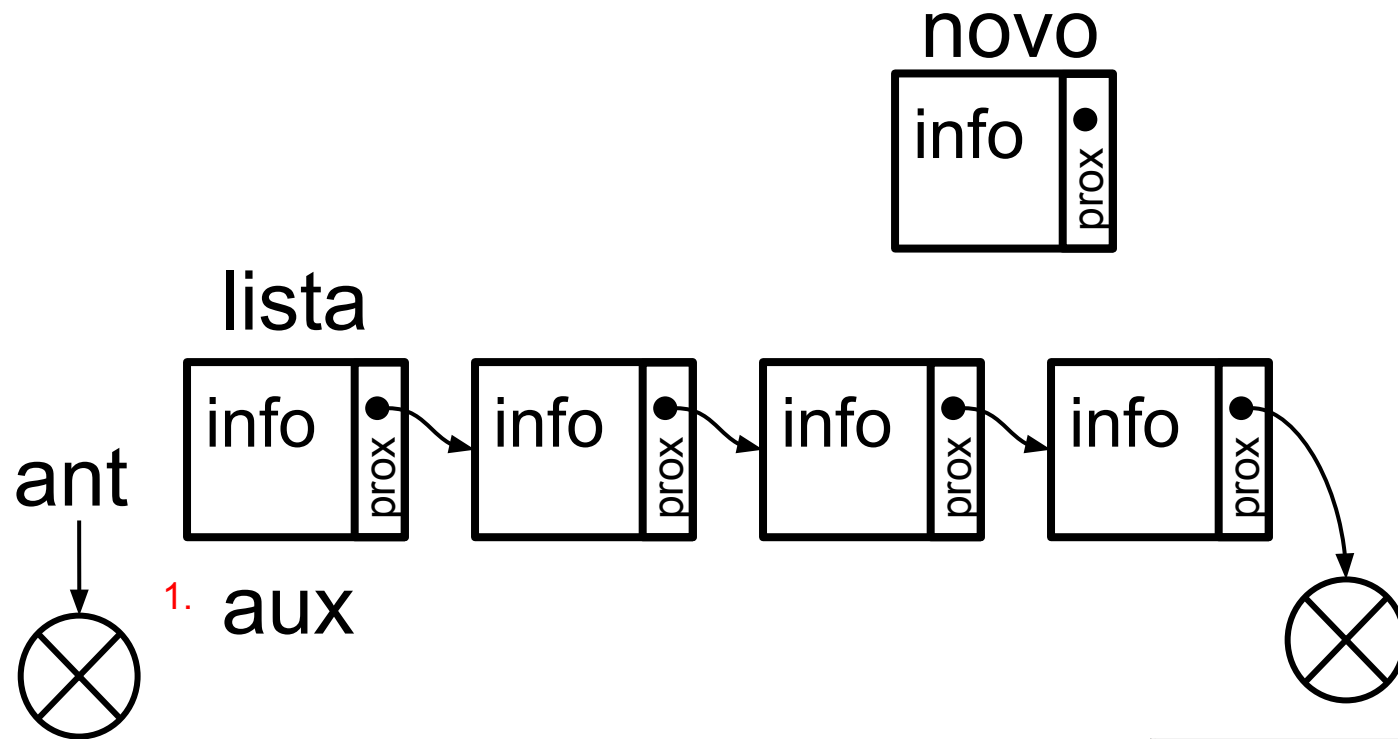 novo
info
prox
lista
info
prox
info
prox
info
prox
info
prox
ant
1. aux